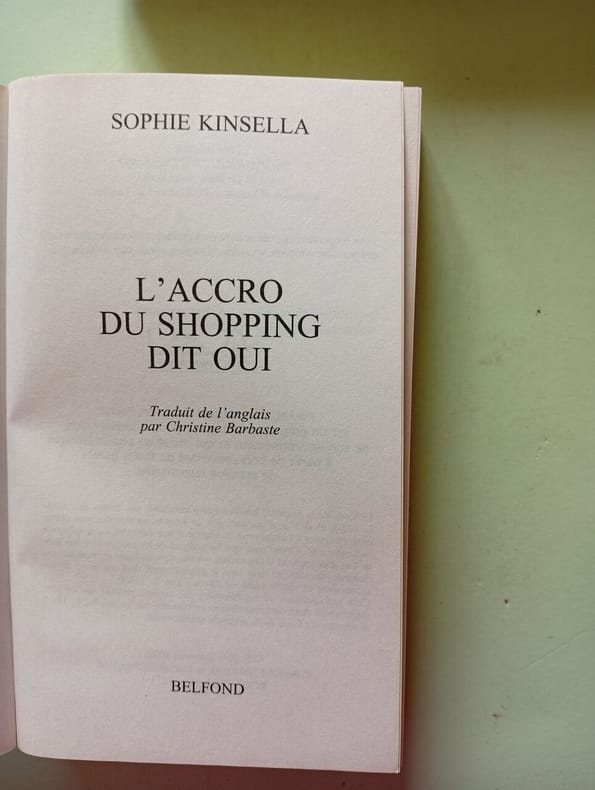 SOPHIE KINSELLA
L'ACCRO
DU SHOPPING
DIT OUI
Traduit de l'anglais
par Christine Barbaste
BELFOND